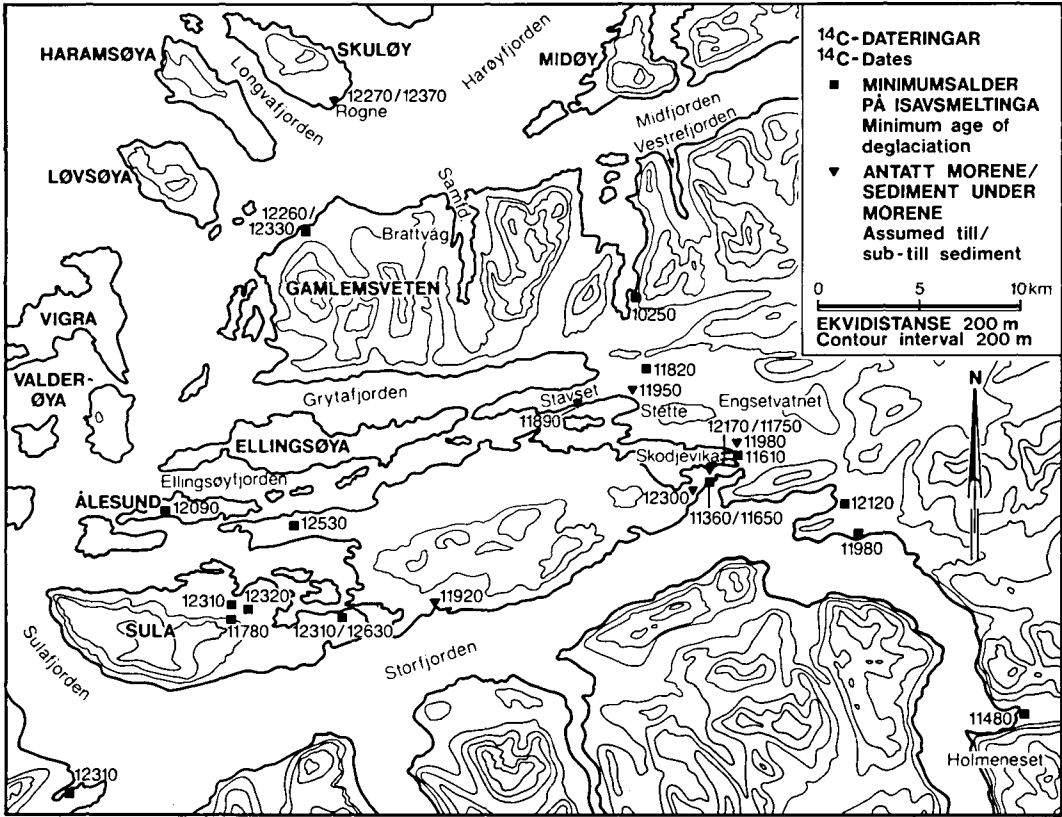 HARAMSØYA
SKULØY
Longvafjorden
Harøyfjorden
MIDØY
12270/12370
Rogne
Midfjorden
Vestrefjorden
LØVSØYA
12260/
12330
Samfd.
Brattvåg
GAMLEMSVETEN
10250
VIGRA
VALDER-
ØYA
Grytafjorden
11820
11950
Stavset
11890
Stette
Engsetvatnet
12170/11750
11980
11610
ELLINGSØYA
Ellingsøyfjorden
Skodjevika
12300
11360/11650
12120
11980
ÅLESUND
12090
12530
12310
12320
11780
SULA
12310/12630
11920
Sulafjorden
Storfjorden
12310
11480
Holmeneset
14C-DATERINGAR
14C-Dates
MINIMUMSALDER
PÅ ISAVSMELTINGA
Minimum age of
deglaciation
ANTATT MORENE/
SEDIMENT UNDER
MORENE
Assumed till/
sub-till sediment
0 5 10 km
EKVIDISTANSE 200 m
Contour interval 200 m
N